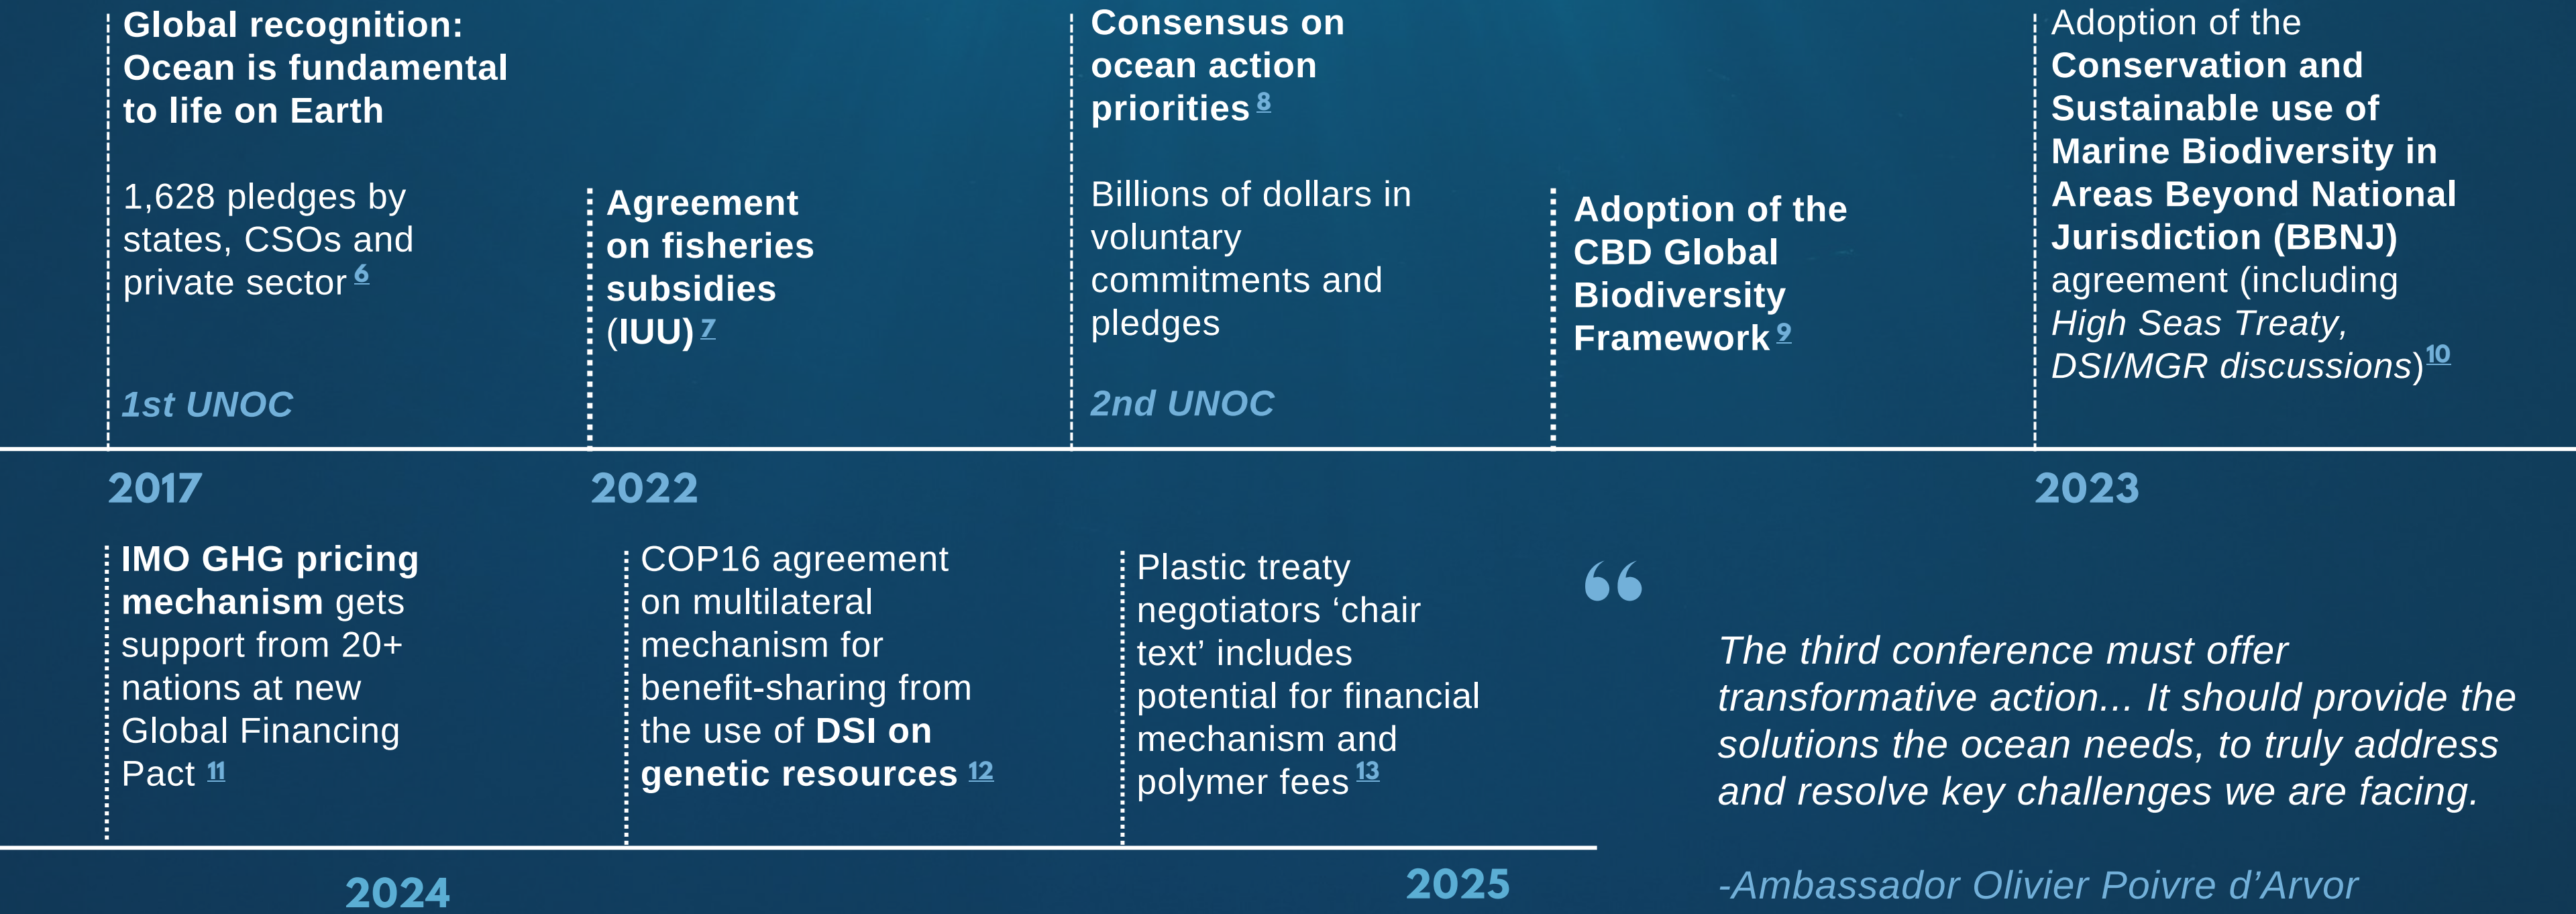 Global recognition:
Ocean is fundamental
to life on Earth
1,628 pledges by
states, CSOs and
private sector 6
1st UNOC
Agreement
on fisheries
subsidies
(IUU) 7
Consensus on
ocean action
priorities 8
Billions of dollars in
voluntary
commitments and
pledges
2nd UNOC
Adoption of the
CBD Global
Biodiversity
Framework 9
Adoption of the
Conservation and
Sustainable use of
Marine Biodiversity in
Areas Beyond National
Jurisdiction (BBNJ)
agreement (including
High Seas Treaty,
DSI/MGR discussions)10
2017
2022
2023
IMO GHG pricing
mechanism gets
support from 20+
nations at new
Global Financing
Pact 11
COP16 agreement
on multilateral
mechanism for
benefit-sharing from
the use of DSI on
genetic resources 12
Plastic treaty
negotiators ‘chair
text’ includes
potential for financial
mechanism and
polymer fees 13
2024
2025
“
The third conference must offer
transformative action... It should provide the
solutions the ocean needs, to truly address
and resolve key challenges we are facing.
-Ambassador Olivier Poivre d’Arvor